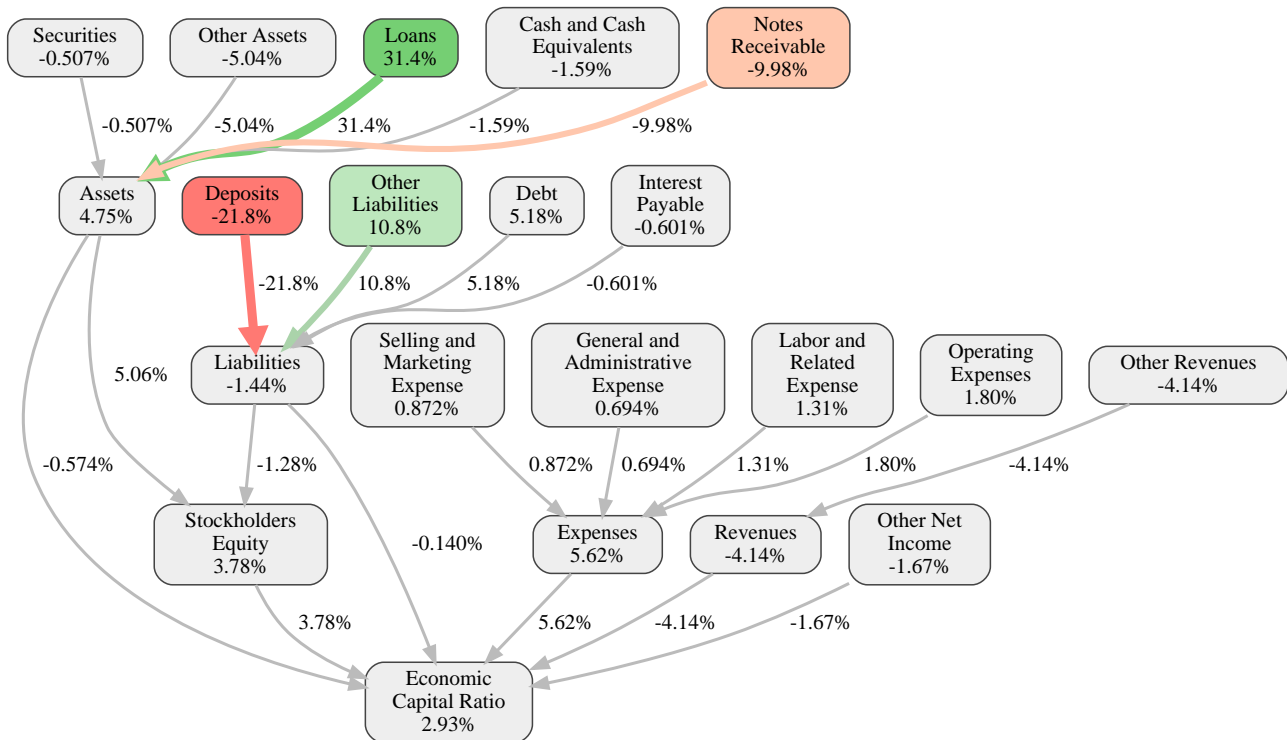 Securities
-0.507%
Other Assets
-5.04%
Loans
31.4%
Cash and Cash
Equivalents
-1.59%
Notes
Receivable
-9.98%
-0.507%
-5.04%
31.4%
-1.59%
-9.98%
Assets
4.75%
Deposits
-21.8%
Other
Liabilities
10.8%
Debt
5.18%
Interest
Payable
-0.601%
-21.8%
10.8%
5.18%
-0.601%
5.06%
Liabilities
-1.44%
Selling and
Marketing
Expense
0.872%
General and
Administrative
Expense
0.694%
Labor and
Related
Expense
1.31%
Operating
Expenses
1.80%
Other Revenues
-4.14%
-0.574%
-1.28%
0.872%
0.694%
1.31%
1.80%
-4.14%
Stockholders
Equity
3.78%
-0.140%
Expenses
5.62%
Revenues
-4.14%
Other Net
Income
-1.67%
3.78%
5.62%
-4.14%
-1.67%
Economic
Capital Ratio
2.93%